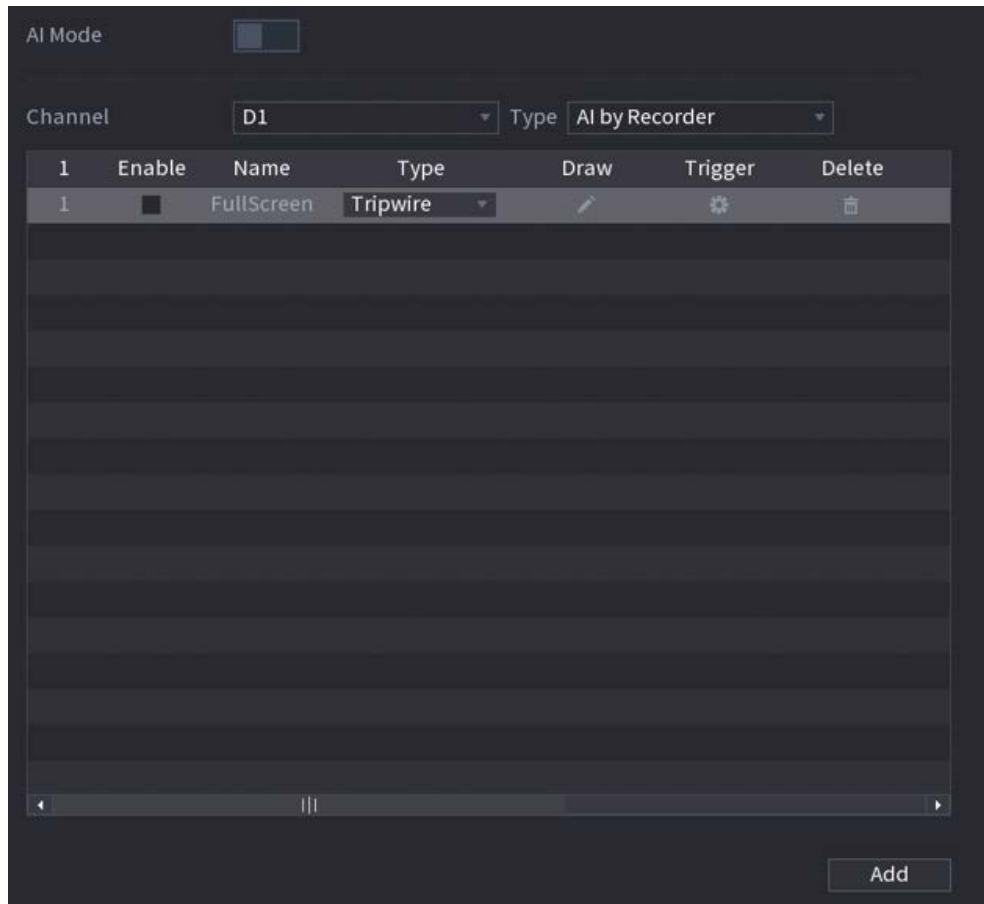 AI Mode
Channel D1 Type AI by Recorder
1 Enable Name Type Draw Trigger Delete
1 FullScreen Tripwire
Add